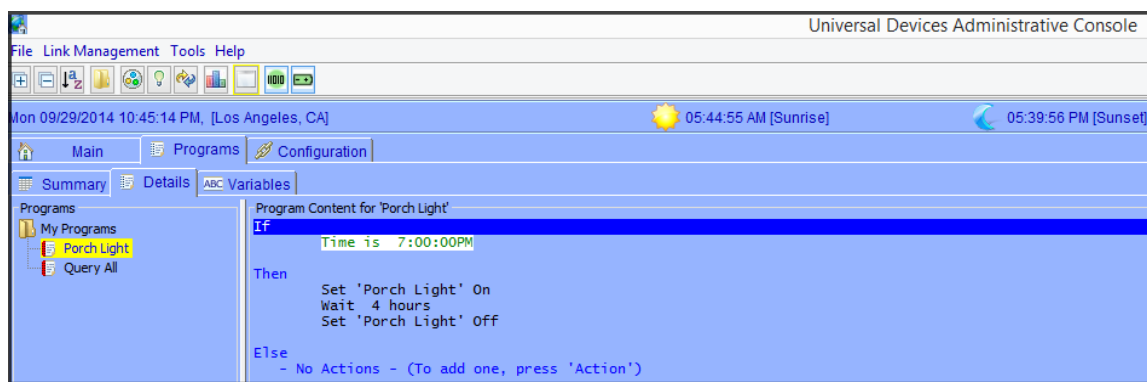 Universal Devices Administrative Console
File Link Management Tools Help
Mon 09/29/2014 10:45:14 PM, [Los Angeles, CA] 05:44:55 AM [Sunrise] 05:39:56 PM [Sunset]
Main Programs Configuration
Summary Details ABC Variables
Programs
My Programs
Porch Light
Query All
Program Content for 'Porch Light'
If
Time is 7:00:00PM
Then
Set 'Porch Light' On
Wait 4 hours
Set 'Porch Light' Off
Else
- No Actions - (To add one, press 'Action')